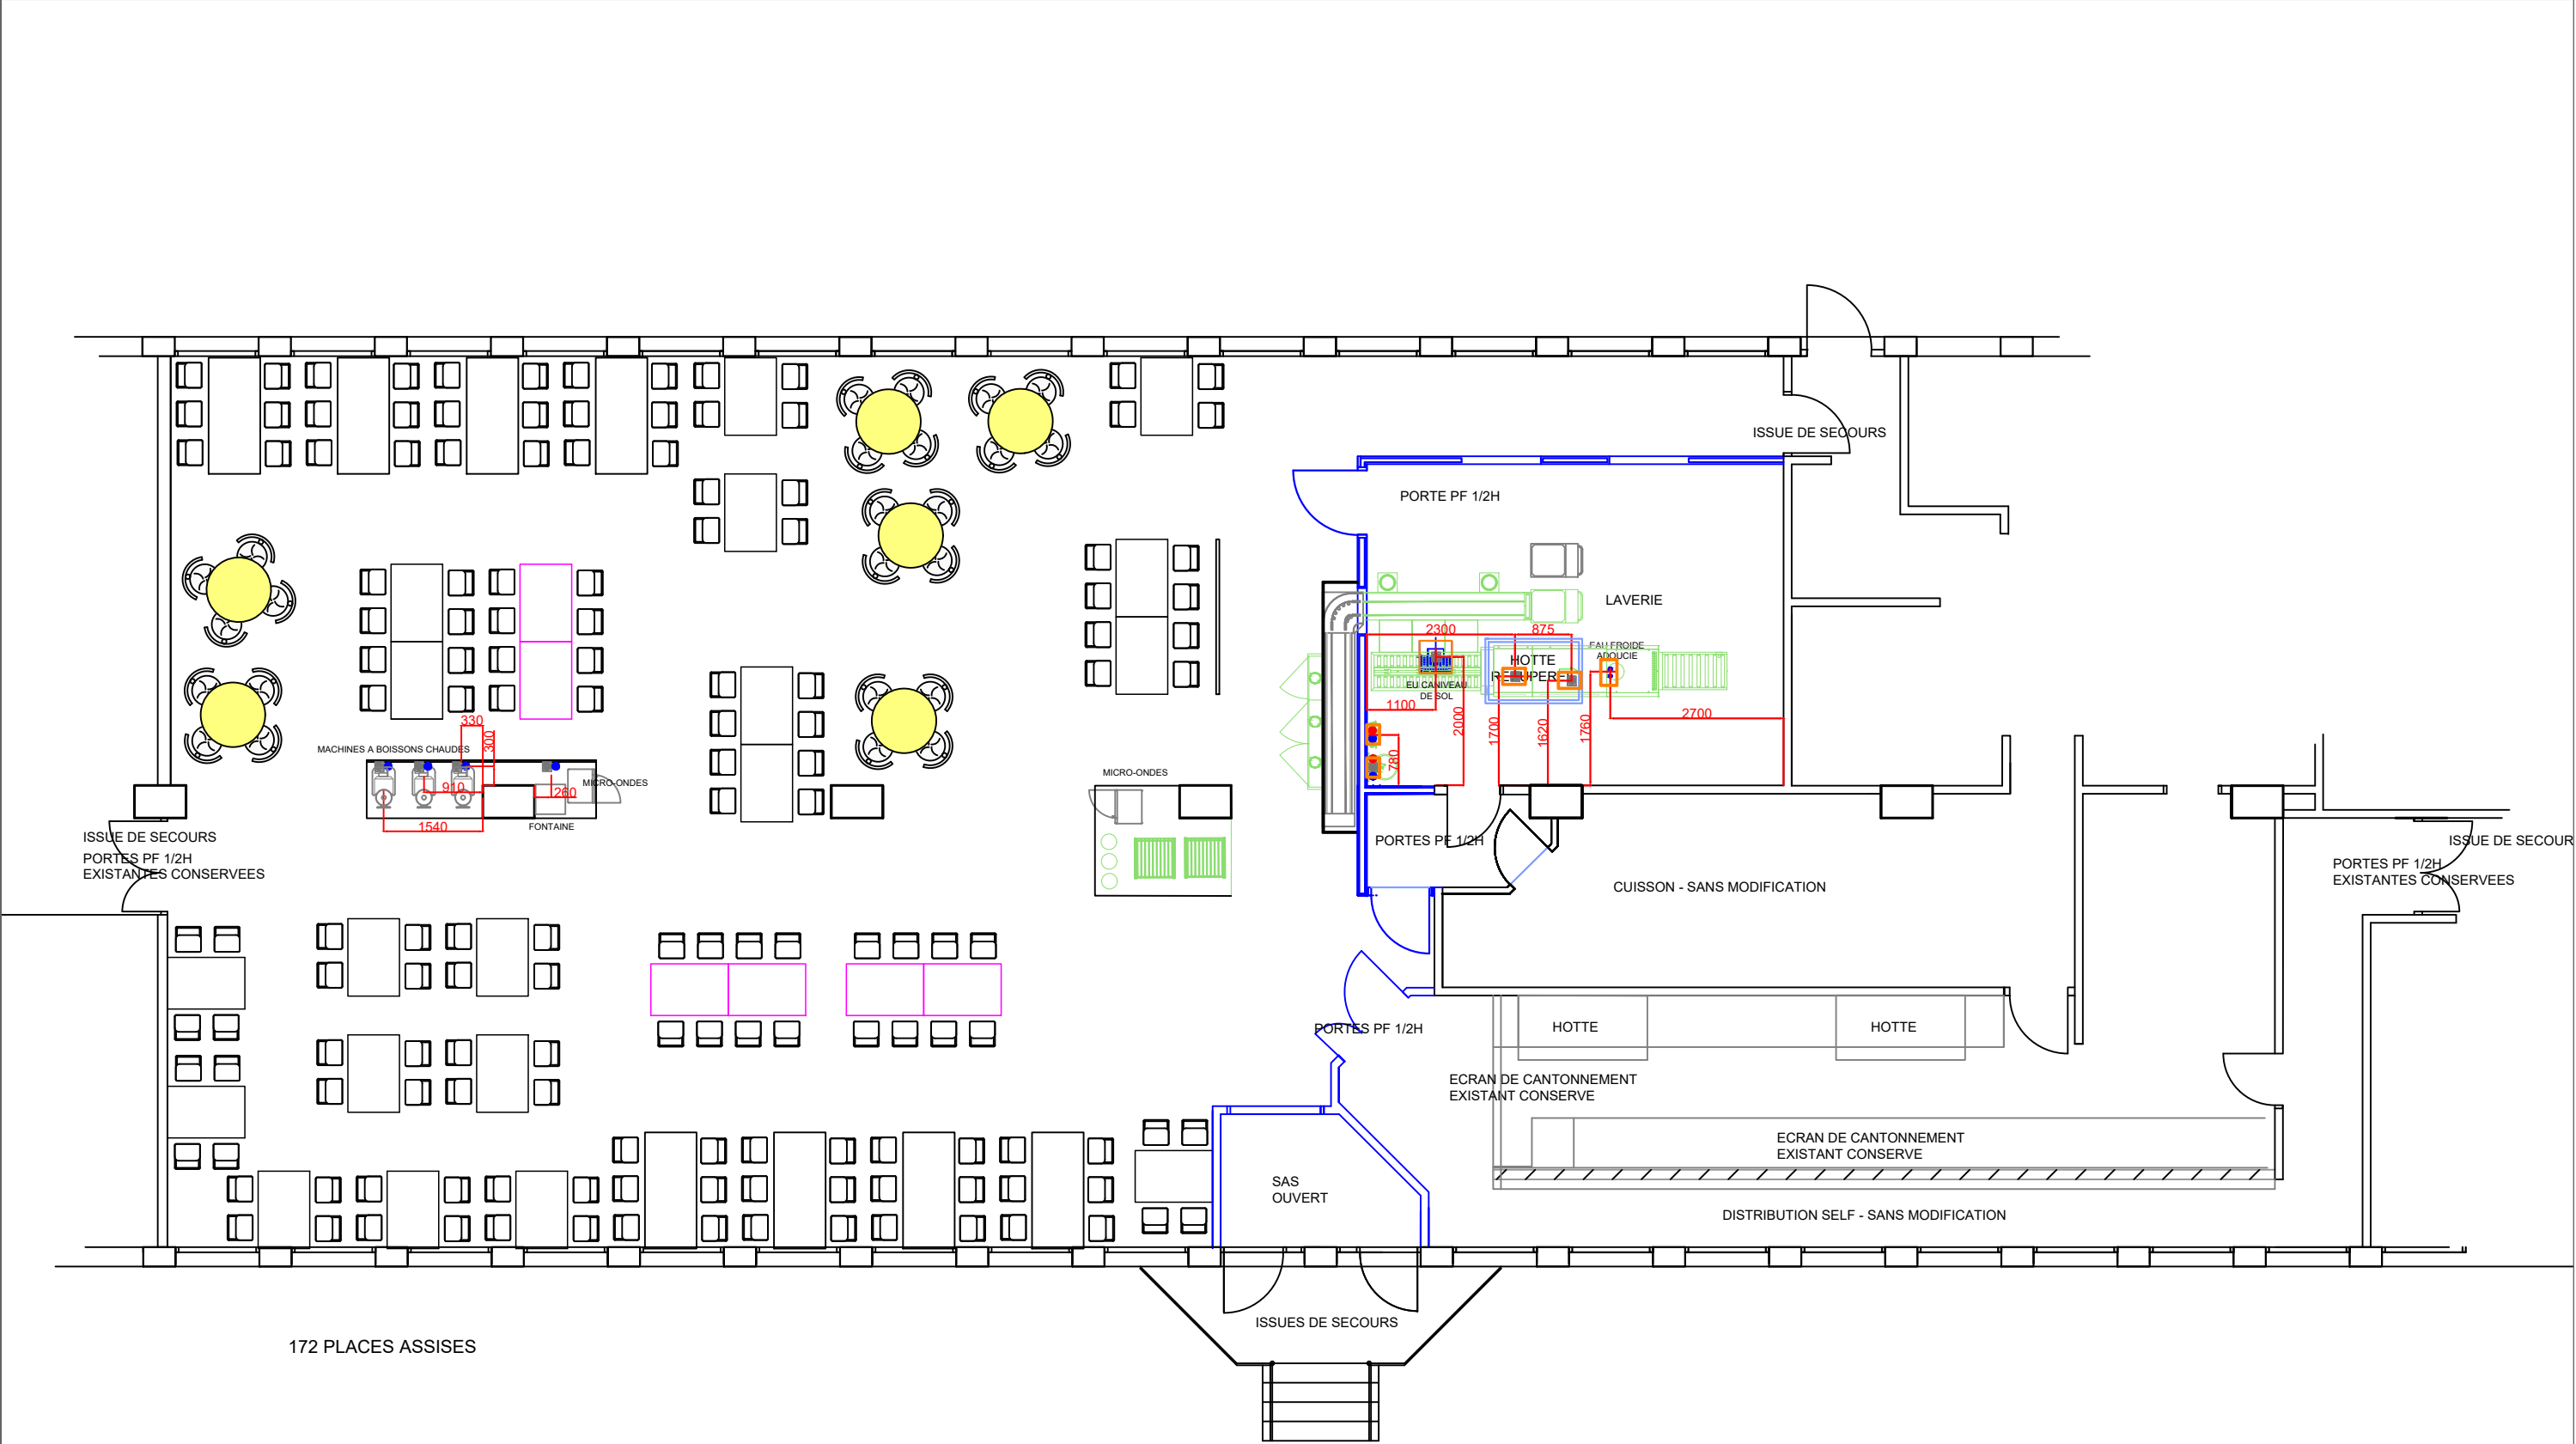 ISSUE DE SECOURS
PORTE PF 1/2H
LAVERIE
2300
875
EAU FROIDE
ADOUCIE
HOTTE
EU CANIVEAU
DE SOL
1100
2000
1700
1620
1760
2700
780
330
300
MACHINES A BOISSONS CHAUDES
MICRO-ONDES
910
260
1540
FONTAINE
MICRO-ONDES
ISSUE DE SECOURS
PORTES PF 1/2H
EXISTANTES CONSERVEES
PORTES PF 1/2H
CUISSON - SANS MODIFICATION
ISSUE DE SECOUR
PORTES PF 1/2H
EXISTANTES CONSERVEES
PORTES PF 1/2H
HOTTE
HOTTE
ECRAN DE CANTONNEMENT
EXISTANT CONSERVE
ECRAN DE CANTONNEMENT
EXISTANT CONSERVE
SAS
OUVERT
DISTRIBUTION SELF - SANS MODIFICATION
ISSUES DE SECOURS
172 PLACES ASSISES